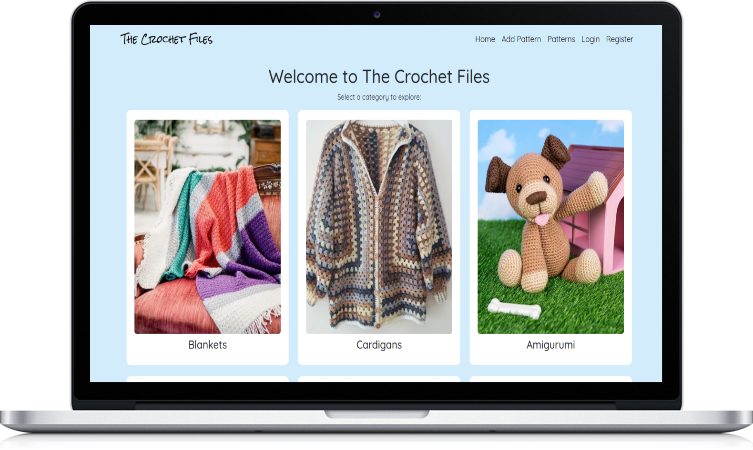 The Crochet Files
Home Add Pattern Patterns Login Register
Welcome to The Crochet Files
Select a category to explore:
Blankets Cardigans Amigurumi